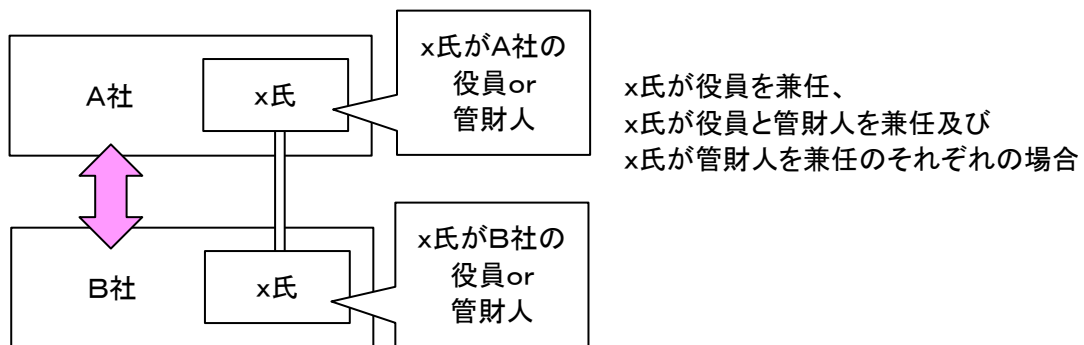 x氏がA社の
役員or
管財人
A社
x氏
x氏が役員を兼任、
x氏が役員と管財人を兼任及び
x氏が管財人を兼任のそれぞれの場合
x氏がB社の
役員or
管財人
B社
x氏